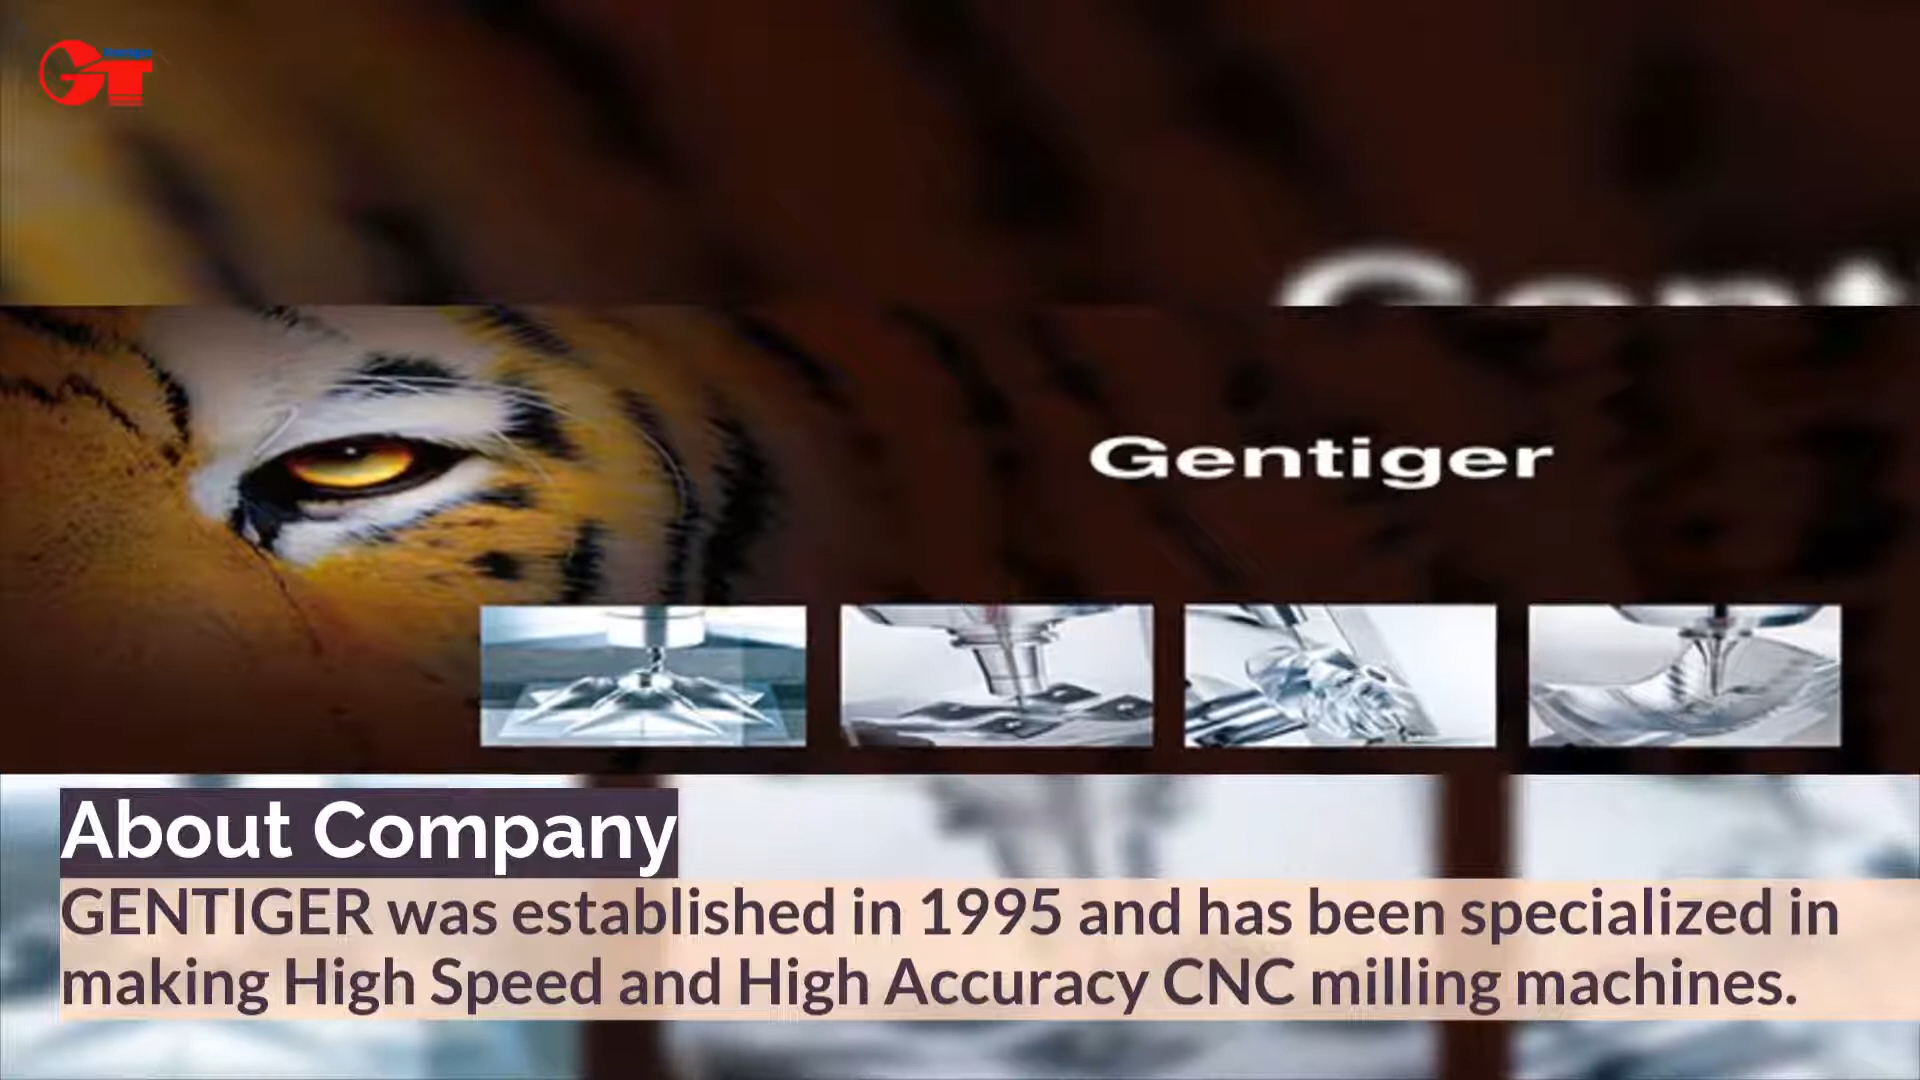 GT
Gentiger
About Company
GENTIGER was established in 1995 and has been specialized in
making High Speed and High Accuracy CNC milling machines.